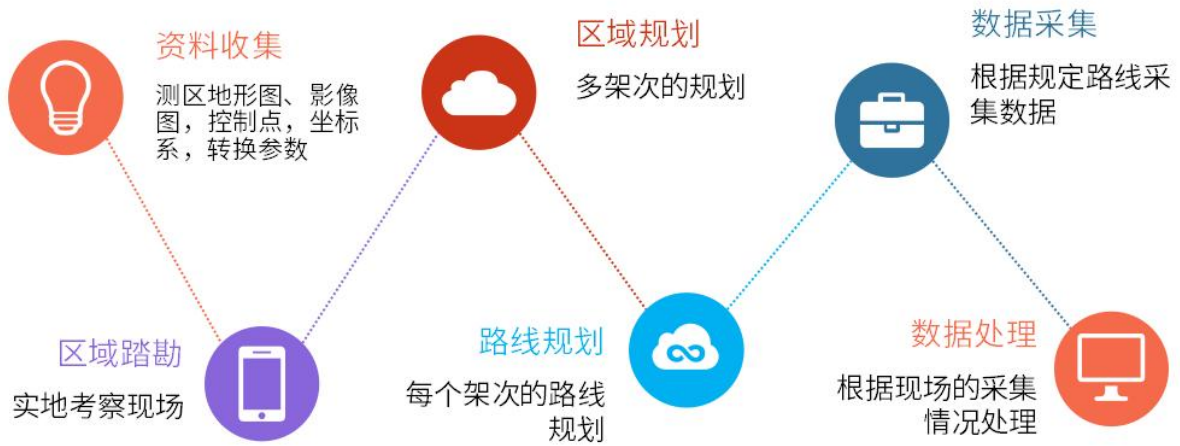 资料收集
测区地形图、影像
图，控制点，坐标
系，转换参数
区域踏勘
实地考察现场
区域规划
多架次的规划
路线规划
每个架次的路线
规划
数据采集
根据规定路线采
集数据
数据处理
根据现场的采集
情况处理